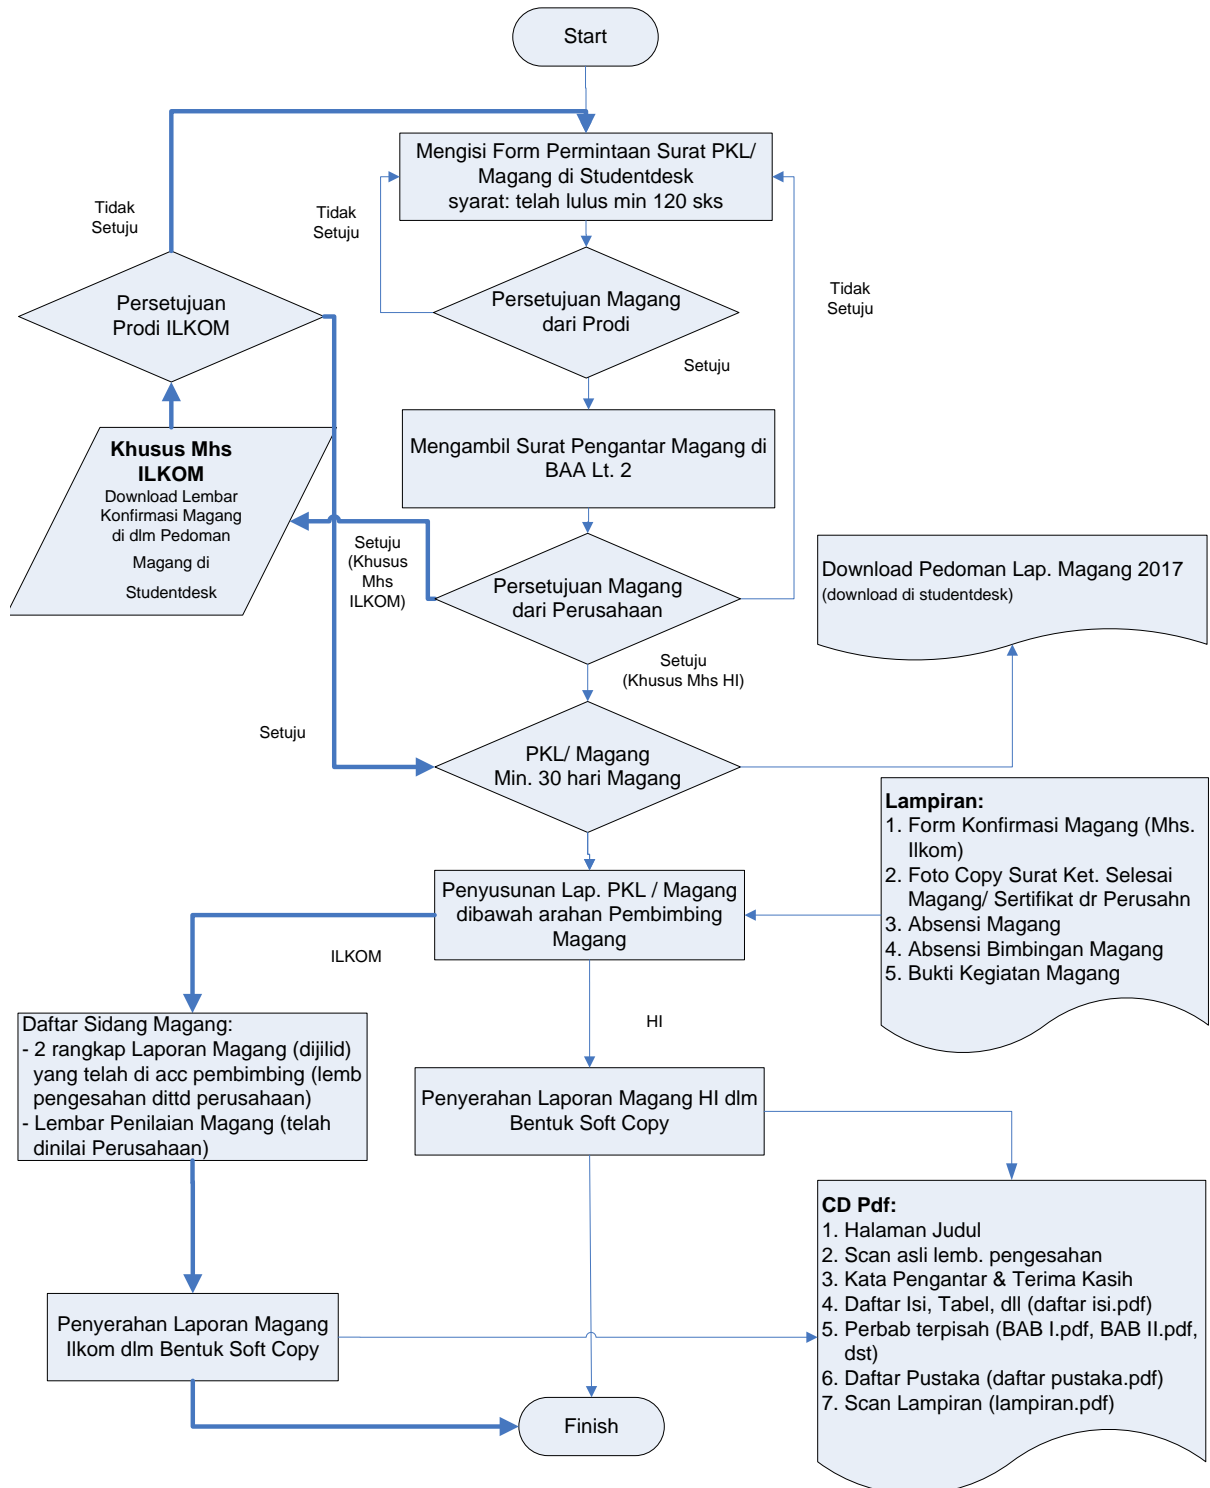 Start
Mengisi Form Permintaan Surat PKL/
Magang di Studentdesk
syarat: telah lulus min 120 sks
Tidak
Setuju
Tidak
Setuju
Persetujuan
Prodi ILKOM
Persetujuan Magang
dari Prodi
Tidak
Setuju
Setuju
Mengambil Surat Pengantar Magang di
BAA Lt. 2
Khusus Mhs
ILKOM
Download Lembar
Konfirmasi Magang
di dlm Pedoman
Magang di
Studentdesk
Setuju
(Khusus
Mhs
ILKOM)
Persetujuan Magang
dari Perusahaan
Download Pedoman Lap. Magang 2017
(download di studentdesk)
Setuju
(Khusus Mhs HI)
Setuju
PKL/ Magang
Min. 30 hari Magang
Lampiran:
1. Form Konfirmasi Magang (Mhs.
Ilkom)
2. Foto Copy Surat Ket. Selesai
Magang/ Sertifikat dr Perusahn
3. Absensi Magang
4. Absensi Bimbingan Magang
5. Bukti Kegiatan Magang
Penyusunan Lap. PKL / Magang
dibawah arahan Pembimbing
Magang
ILKOM
HI
Daftar Sidang Magang:
- 2 rangkap Laporan Magang (dijilid)
yang telah di acc pembimbing (lemb
pengesahan dittd perusahaan)
- Lembar Penilaian Magang (telah
dinilai Perusahaan)
Penyerahan Laporan Magang HI dlm
Bentuk Soft Copy
CD Pdf:
1. Halaman Judul
2. Scan asli lemb. pengesahan
3. Kata Pengantar & Terima Kasih
4. Daftar Isi, Tabel, dll (daftar isi.pdf)
5. Perbab terpisah (BAB I.pdf, BAB II.pdf,
dst)
6. Daftar Pustaka (daftar pustaka.pdf)
7. Scan Lampiran (lampiran.pdf)
Penyerahan Laporan Magang
Ilkom dlm Bentuk Soft Copy
Finish